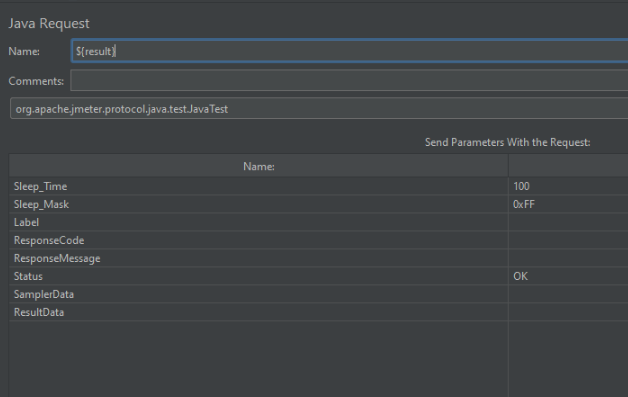 Java Request
Name: ${result}
Comments:
org.apache.jmeter.protocol.java.test.JavaTest
Send Parameters With the Request:
Name:
Sleep_Time 100
Sleep_Mask 0xFF
Label
ResponseCode
ResponseMessage
Status OK
SamplerData
ResultData